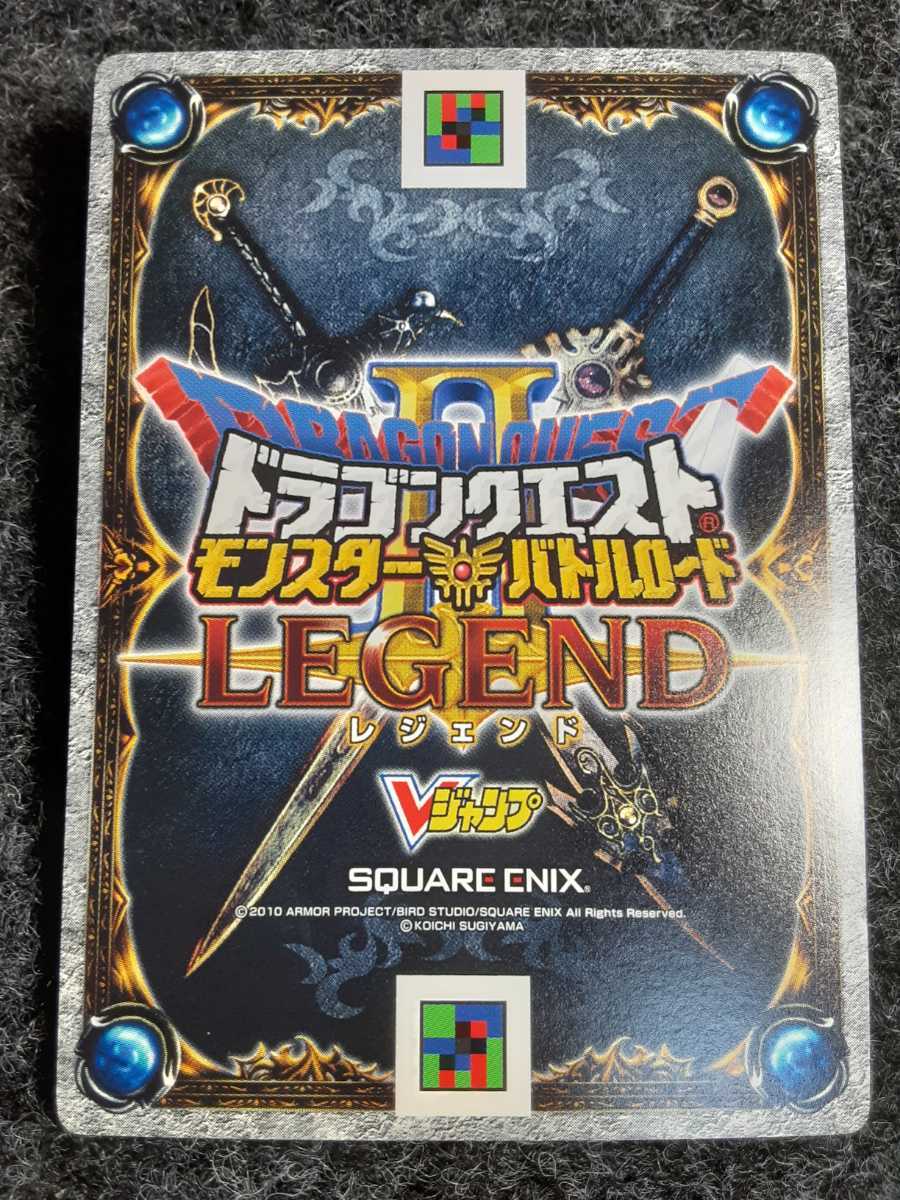 DRAGON QUEST
II
ドラゴンクエスト®
モンスター バトルロード
LEGEND
レジェンド
Vジャンプ
SQUARE ENIX®
©2010 ARMOR PROJECT/BIRD STUDIO/SQUARE ENIX All Rights Reserved.
©KOICHI SUGIYAMA